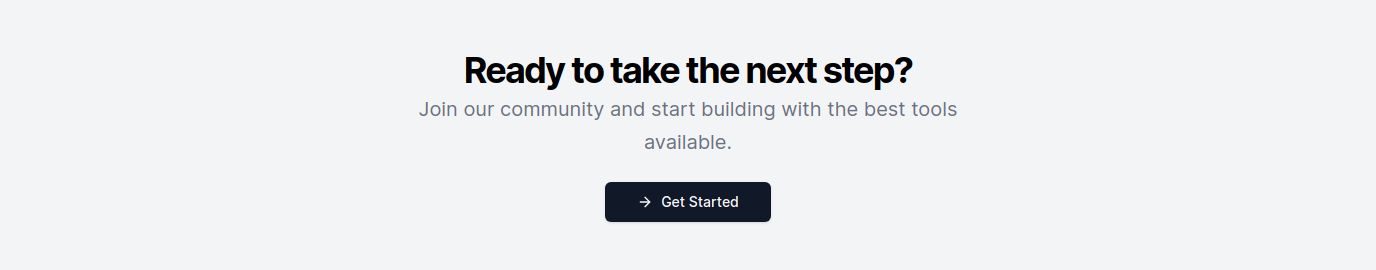 Ready to take the next step?
Join our community and start building with the best tools
available.
Get Started